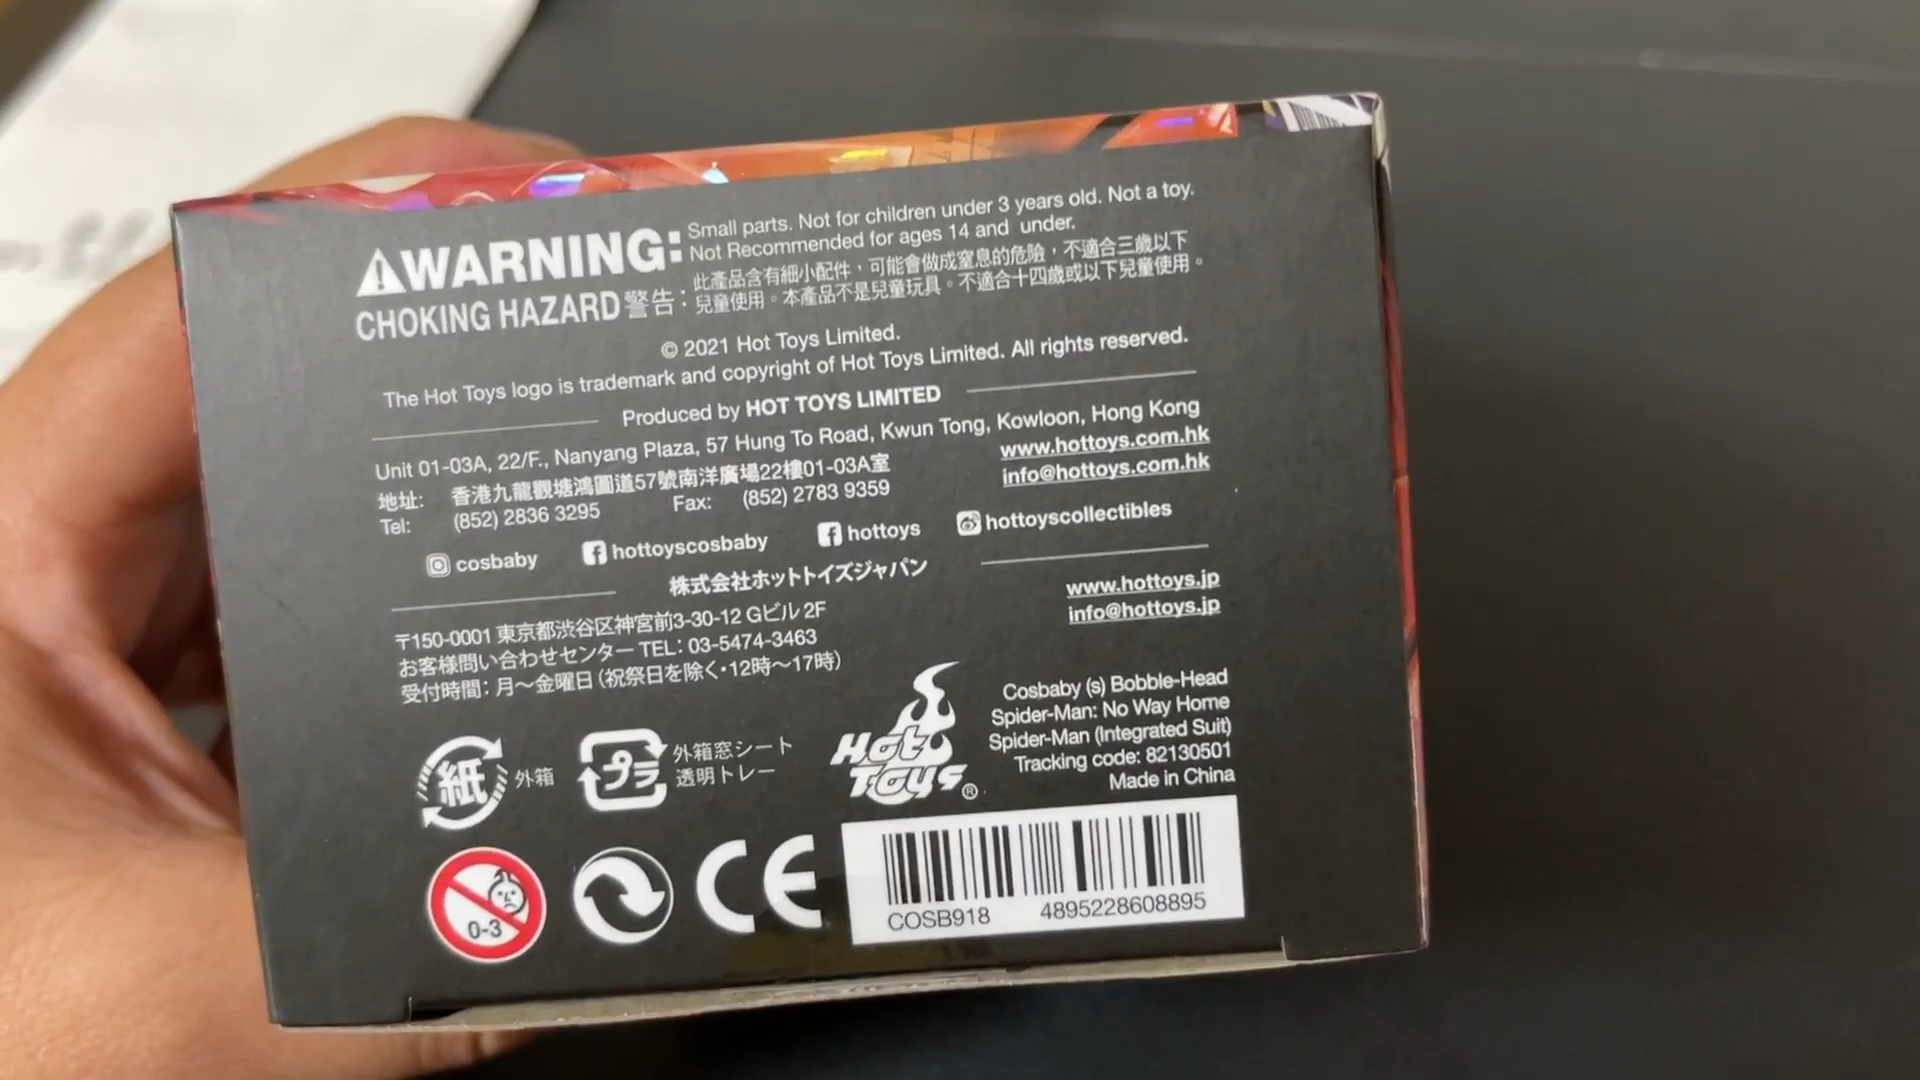 WARNING: Small parts. Not for children under 3 years old. Not a toy.
Not Recommended for ages 14 and under.
CHOKING HAZARD 警告: 此產品含有細小配件，可能會做成窒息的危險，不適合三歲以下
兒童使用。本產品不是兒童玩具。不適合十四歲或以下兒童使用。
© 2021 Hot Toys Limited.
The Hot Toys logo is trademark and copyright of Hot Toys Limited. All rights reserved.
Produced by HOT TOYS LIMITED
Unit 01-03A, 22/F., Nanyang Plaza, 57 Hung To Road, Kwun Tong, Kowloon, Hong Kong
地址: 香港九龍觀塘鴻圖道57號南洋廣場22樓01-03A室
www.hottoys.com.hk
Tel: (852) 2836 3295 Fax: (852) 2783 9359
info@hottoys.com.hk
cosbaby hottoyscosbaby hottoys hottoyscollectibles
株式会社ホットトイズジャパン
〒150-0001 東京都渋谷区神宮前3-30-12 Gビル 2F
www.hottoys.jp
お客様問い合わせセンター TEL: 03-5474-3463
info@hottoys.jp
受付時間: 月〜金曜日 (祝祭日を除く・12時〜17時)
紙 外箱
プラ 外箱窓シート
透明トレー
Hot
Toys ®
Cosbaby (s) Bobble-Head
Spider-Man: No Way Home
Spider-Man (Integrated Suit)
Tracking code: 82130501
Made in China
0-3
CE
COSB918 4895228608895